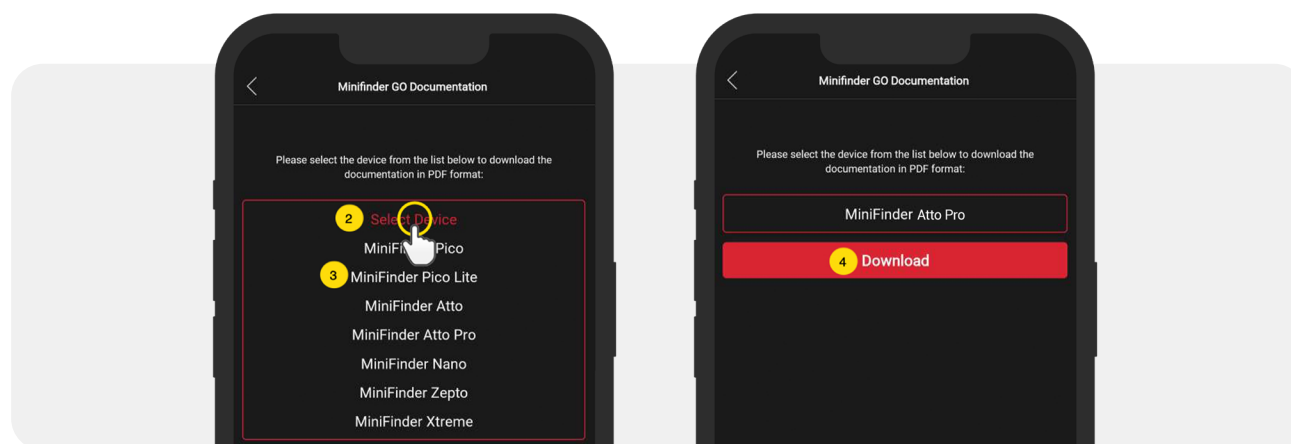 Minifinder GO Documentation
Please select the device from the list below to download the
documentation in PDF format:
2 Select Device
MiniFi Pico
3 MiniFinder Pico Lite
MiniFinder Atto
MiniFinder Atto Pro
MiniFinder Nano
MiniFinder Zepto
MiniFinder Xtreme
Minifinder GO Documentation
Please select the device from the list below to download the
documentation in PDF format:
MiniFinder Atto Pro
4 Download